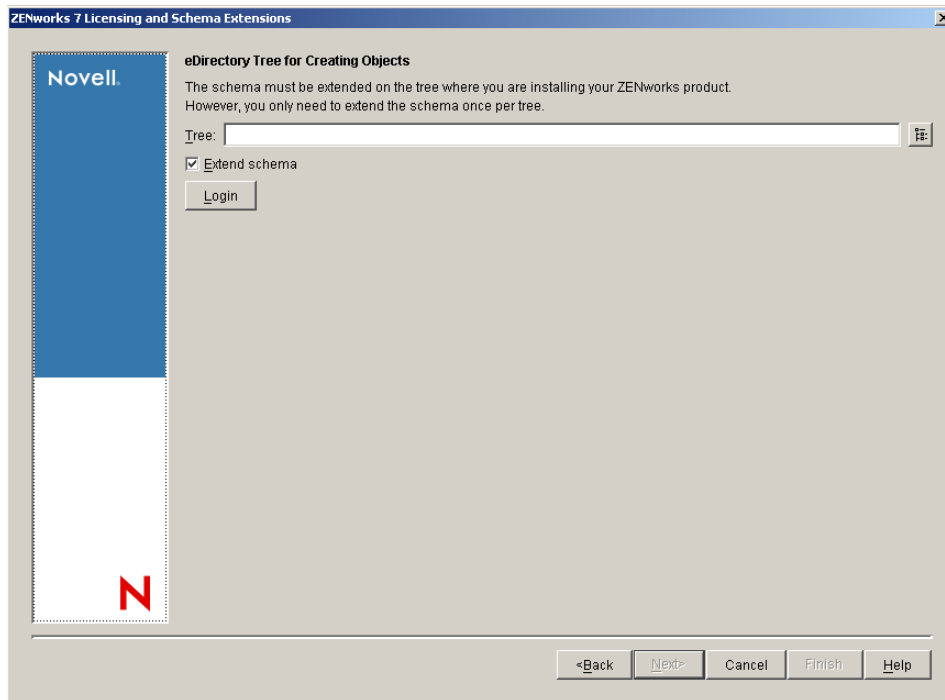 ZENworks 7 Licensing and Schema Extensions
Novell.
eDirectory Tree for Creating Objects
The schema must be extended on the tree where you are installing your ZENworks product.
However, you only need to extend the schema once per tree.
Tree:
Extend schema
Login
N
<Back Next> Cancel Finish Help